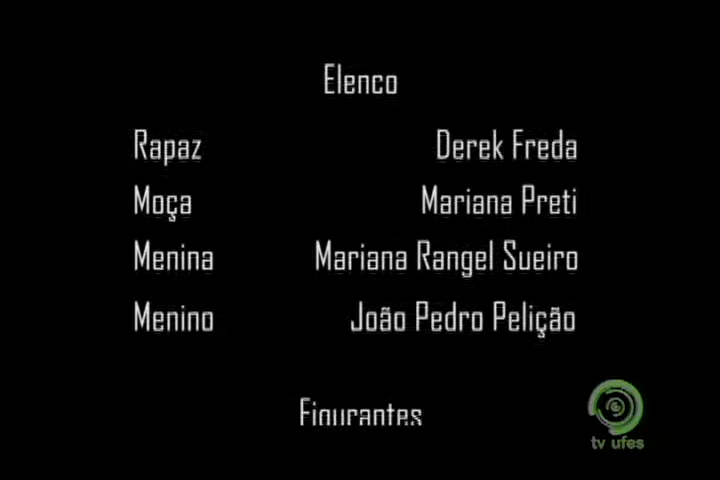 Elenco
Rapaz Derek Freda
Moça Mariana Preti
Menina Mariana Rangel Sueiro
Menino João Pedro Pelição
Figurantes
tv ufes